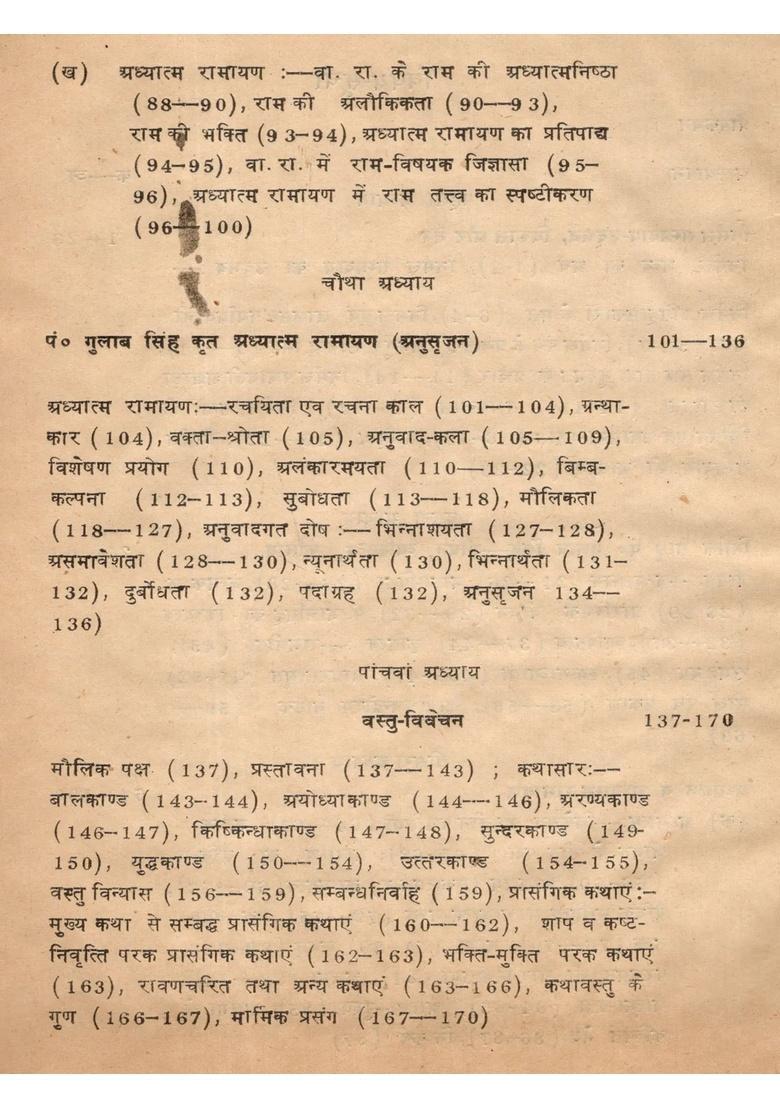 (ख) अध्यात्म रामायण :—वा. रा. के राम की अध्यात्मनिष्ठा
(88—90), राम की अलौकिकता (90—93),
राम की भक्ति (93-94), अध्यात्म रामायण का प्रतिपाद्य
(94-95), वा. रा. में राम-विषयक जिज्ञासा (95-
96), अध्यात्म रामायण में राम तत्त्व का स्पष्टीकरण
(96—100)
चौथा अध्याय
पं० गुलाब सिंह कृत अध्यात्म रामायण (अनुसृजन) 101—136
अध्यात्म रामायण:—रचयिता एव रचना काल (101—104), ग्रन्था-
कार (104), वक्ता-श्रोता (105), अनुवाद-कला (105—109),
विशेषण प्रयोग (110), अलंकारमयता (110—112), बिम्ब-
कल्पना (112-113), सुबोधता (113—118), मौलिकता
(118—127), अनुवादगत दोष :— भिन्नाशयता (127-128),
असमावेशता (128—130), न्यूनार्थता (130), भिन्नार्थता (131-
132), दुर्बोधता (132), पदाग्रह (132), अनुसृजन 134—
136)
पांचवां अध्याय
वस्तु-विवेचन 137-170
मौलिक पक्ष (137), प्रस्तावना (137—143) ; कथासार:—
बालकाण्ड (143-144), अयोध्याकाण्ड (144—146), अरण्यकाण्ड
(146-147), किष्किन्धाकाण्ड (147-148), सुन्दरकाण्ड (149-
150), युद्धकाण्ड (150—154), उत्तरकाण्ड (154-155),
वस्तु विन्यास (156—159), सम्बन्धनिर्वाह (159), प्रासंगिक कथाएं:-
मुख्य कथा से सम्बद्ध प्रासंगिक कथाएं (160—162), शाप व कष्ट-
निवृत्ति परक प्रासंगिक कथाएं (162-163), भक्ति-मुक्ति परक कथाएं
(163), रावणचरित तथा अन्य कथाएं (163-166), कथावस्तु के
गुण (166-167), मार्मिक प्रसंग (167—170)